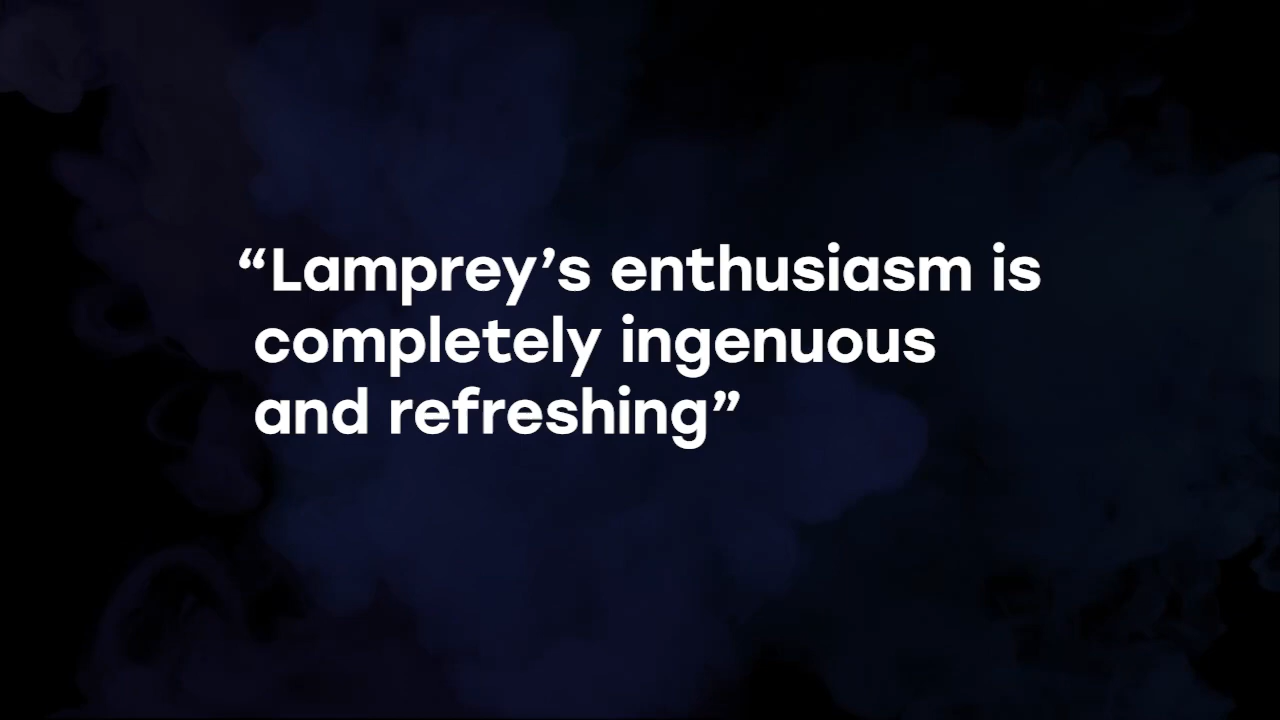 “Lamprey’s enthusiasm is
completely ingenuous
and refreshing”